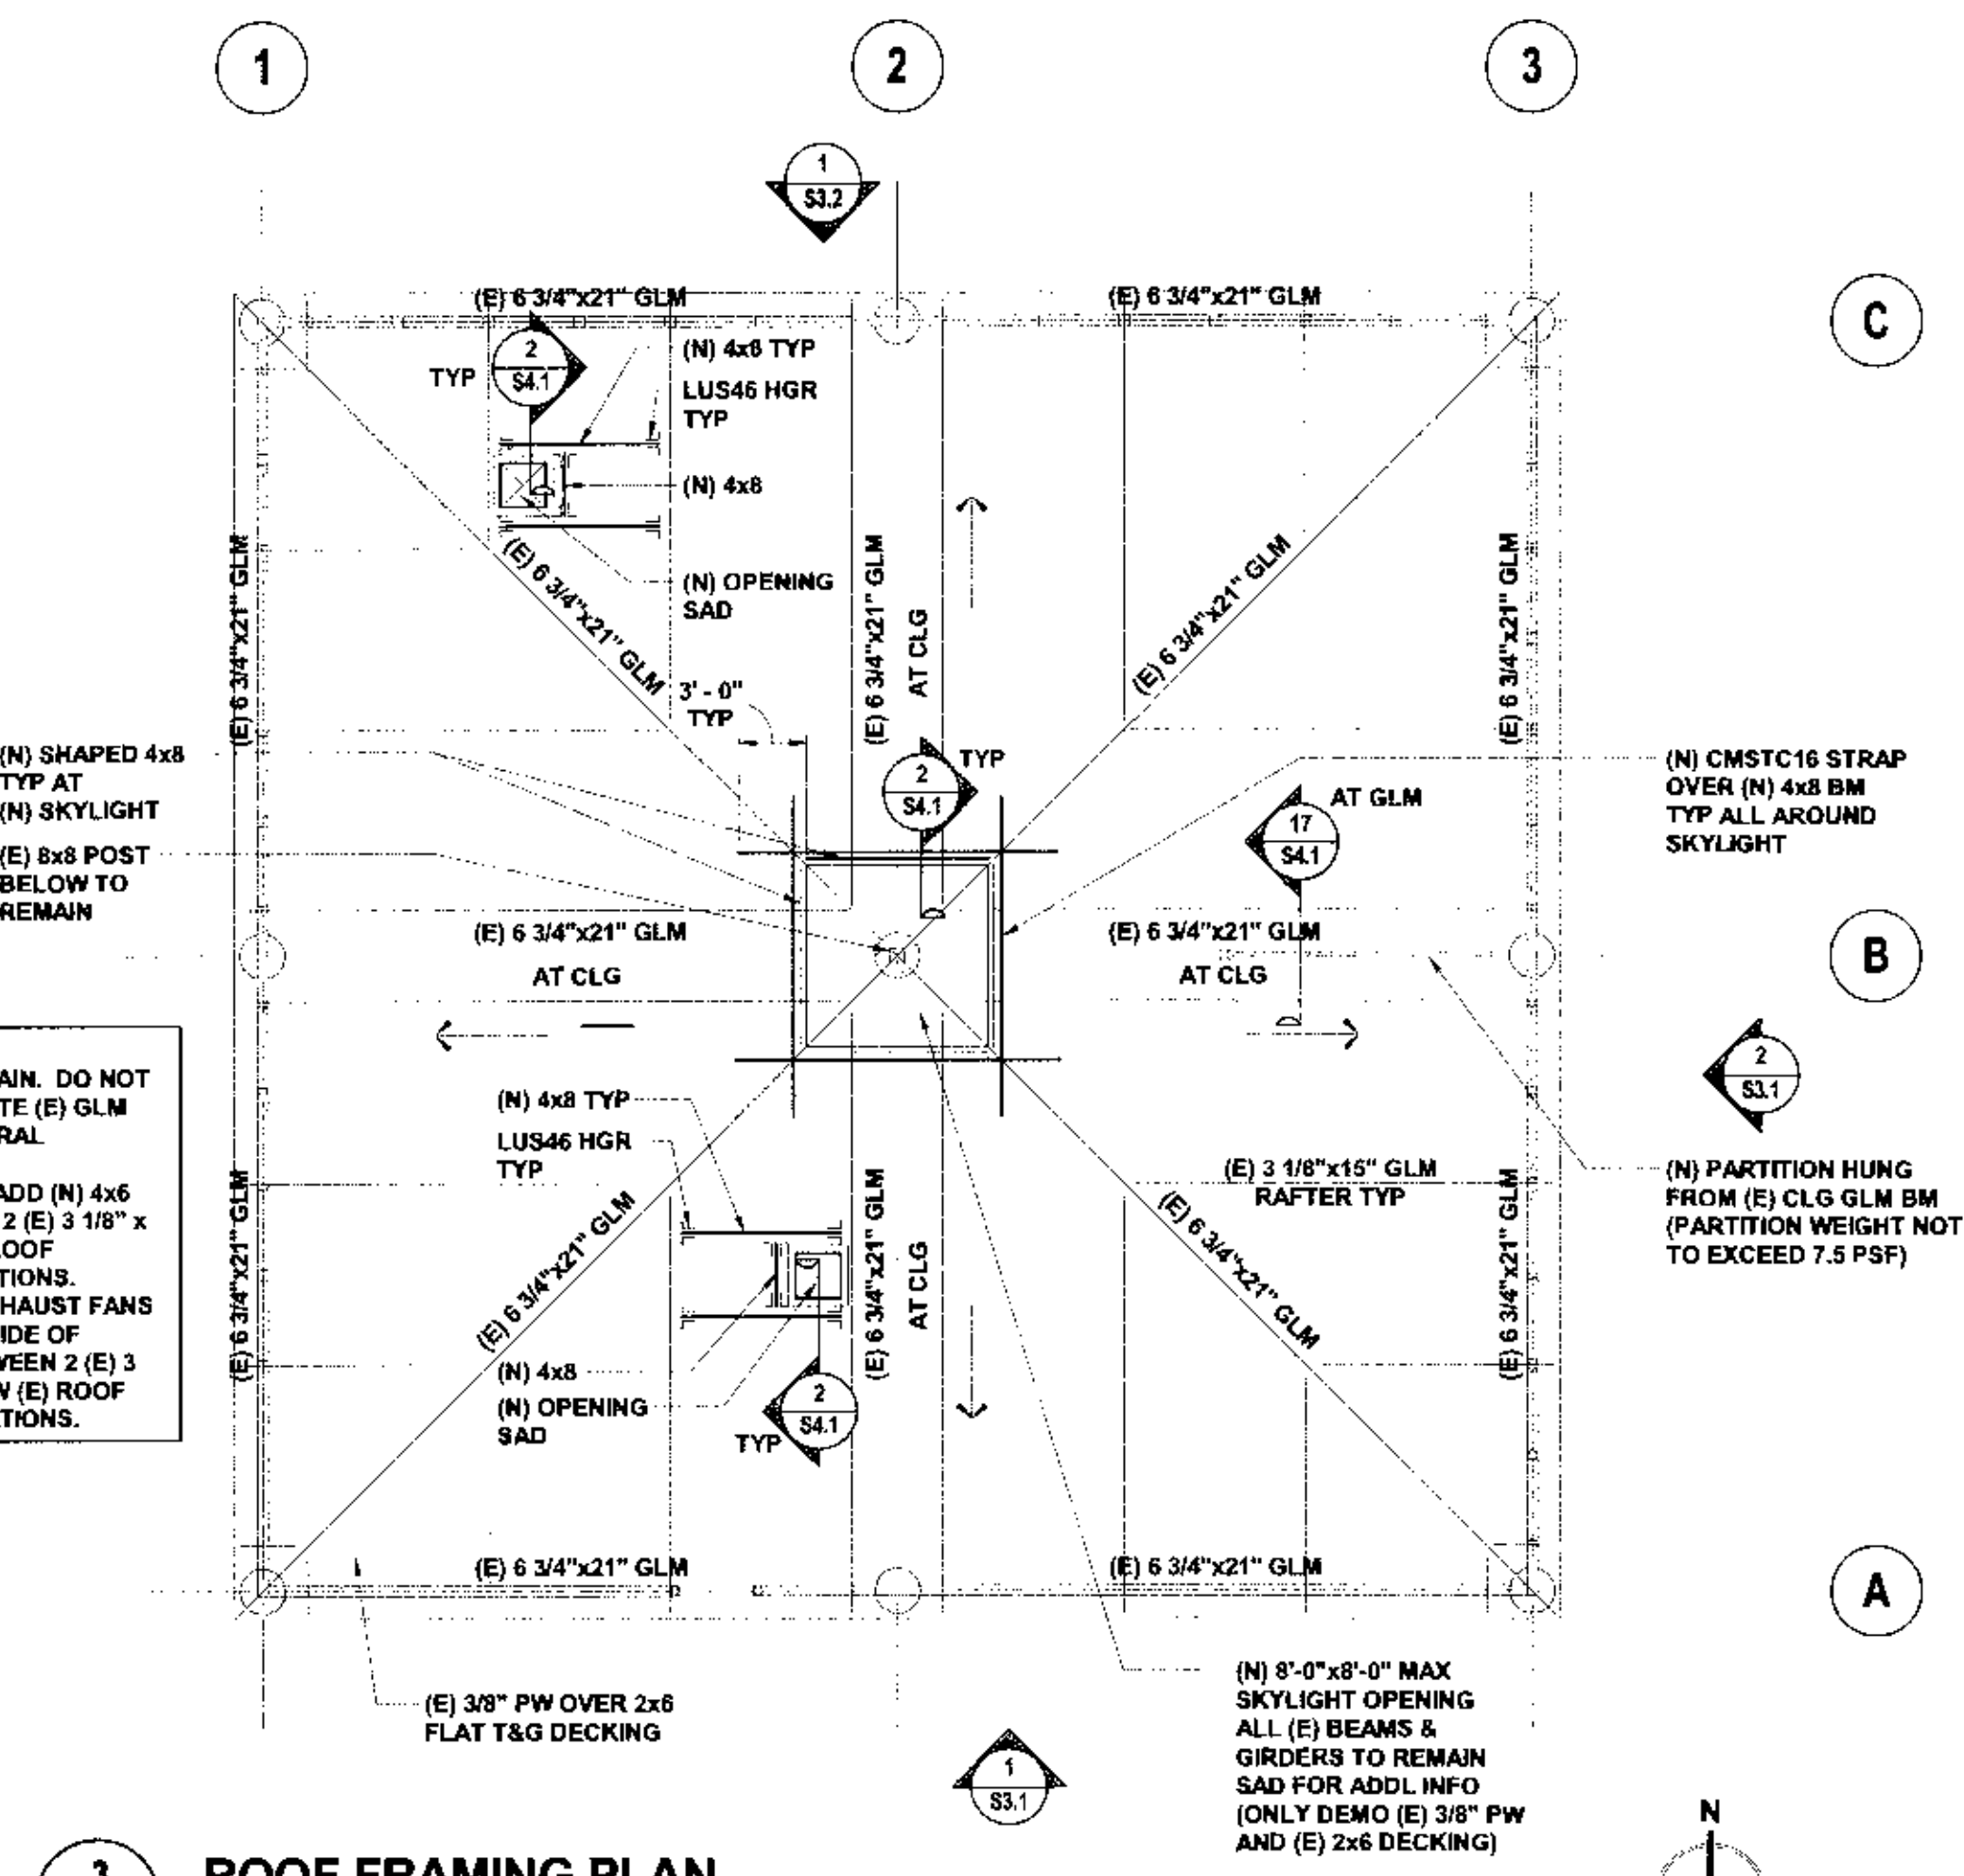 1
2
3
1
S3.2
(E) 6 3/4"x21" GLM
(E) 6 3/4"x21" GLM
C
2
S4.1
TYP
(N) 4x6 TYP
LUS46 HGR
TYP
(N) 4x8
(E) 6 3/4"x21" GLM
(E) 6 3/4"x21" GLM
(N) OPENING
SAD
(E) 6 3/4"x21" GLM
AT CLG
(E) 6 3/4"x21" GLM
(E) 6 3/4"x21" GLM
3' - 0"
TYP
(N) SHAPED 4x8
TYP AT
(N) SKYLIGHT
2
S4.1
TYP
AT GLM
17
S4.1
(N) CMSTC16 STRAP
OVER (N) 4x8 BM
TYP ALL AROUND
SKYLIGHT
(E) 8x8 POST
BELOW TO
REMAIN
(E) 6 3/4"x21" GLM
AT CLG
(E) 6 3/4"x21" GLM
AT CLG
B
2
S3.1
AIN. DO NOT
TE (E) GLM
RAL
ADD (N) 4x6
2 (E) 3 1/8" x
OOF
TIONS.
HAUST FANS
IDE OF
WEEN 2 (E) 3
W (E) ROOF
TIONS.
(N) 4x8 TYP
LUS46 HGR
TYP
(E) 3 1/8"x15" GLM
RAFTER TYP
(N) PARTITION HUNG
FROM (E) CLG GLM BM
(PARTITION WEIGHT NOT
TO EXCEED 7.5 PSF)
(E) 6 3/4"x21" GLM
(E) 6 3/4"x21" GLM
(E) 6 3/4"x21" GLM
AT CLG
(E) 6 3/4"x21" GLM
(E) 6 3/4"x21" GLM
(N) 4x8
(N) OPENING
SAD
2
S4.1
TYP
(E) 6 3/4"x21" GLM
(E) 6 3/4"x21" GLM
A
(E) 3/8" PW OVER 2x6
FLAT T&G DECKING
(N) 8'-0"x8'-0" MAX
SKYLIGHT OPENING
ALL (E) BEAMS &
GIRDERS TO REMAIN
SAD FOR ADDL INFO
(ONLY DEMO (E) 3/8" PW
AND (E) 2x6 DECKING)
1
S3.1
N
3
ROOF FRAMING PLAN